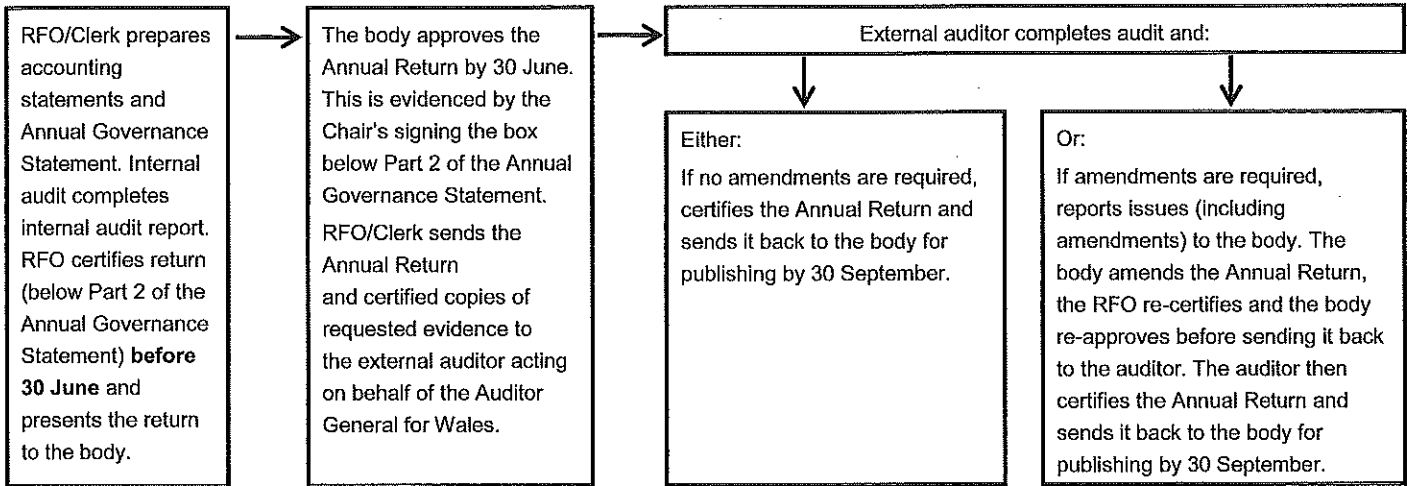 RFO/Clerk prepares
accounting
statements and
Annual Governance
Statement. Internal
audit completes
internal audit report.
RFO certifies return
(below Part 2 of the
Annual Governance
Statement) before
30 June and
presents the return
to the body.
The body approves the
Annual Return by 30 June.
This is evidenced by the
Chair's signing the box
below Part 2 of the Annual
Governance Statement.
RFO/Clerk sends the
Annual Return
and certified copies of
requested evidence to
the external auditor acting
on behalf of the Auditor
General for Wales.
External auditor completes audit and:
Either:
If no amendments are required,
certifies the Annual Return and
sends it back to the body for
publishing by 30 September.
Or:
If amendments are required,
reports issues (including
amendments) to the body. The
body amends the Annual Return,
the RFO re-certifies and the body
re-approves before sending it back
to the auditor. The auditor then
certifies the Annual Return and
sends it back to the body for
publishing by 30 September.